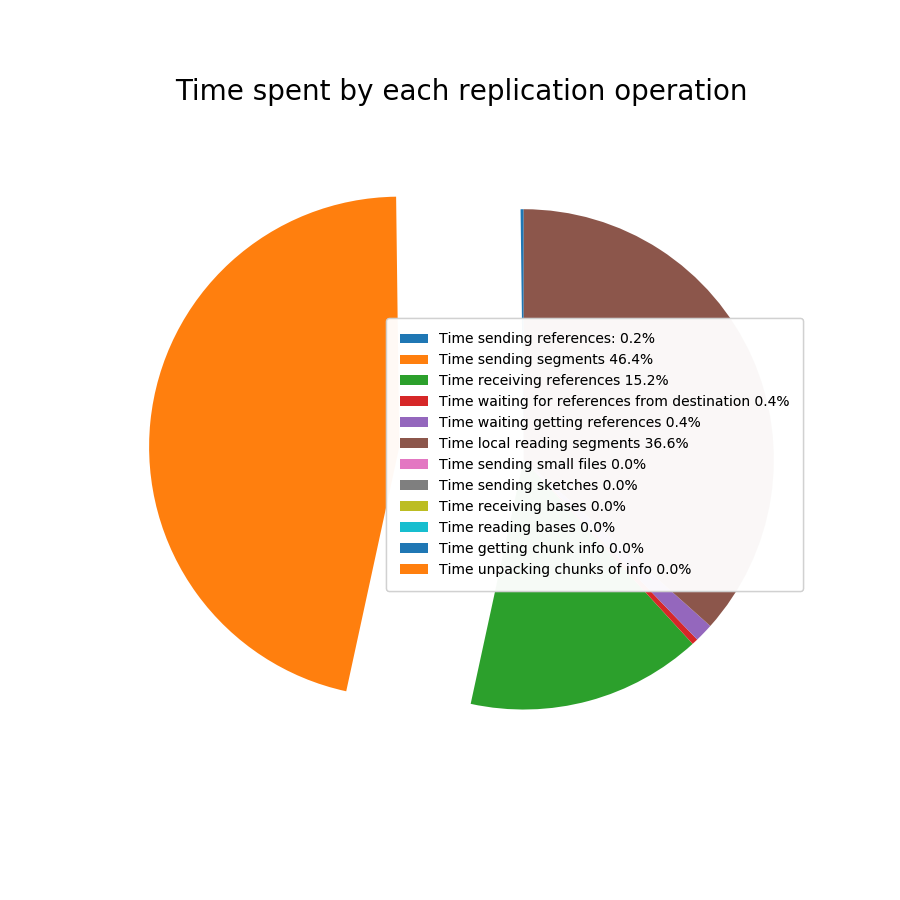 Time spent by each replication operation
Time sending references: 0.2%
Time sending segments 46.4%
Time receiving references 15.2%
Time waiting for references from destination 0.4%
Time waiting getting references 0.4%
Time local reading segments 36.6%
Time sending small files 0.0%
Time sending sketches 0.0%
Time receiving bases 0.0%
Time reading bases 0.0%
Time getting chunk info 0.0%
Time unpacking chunks of info 0.0%